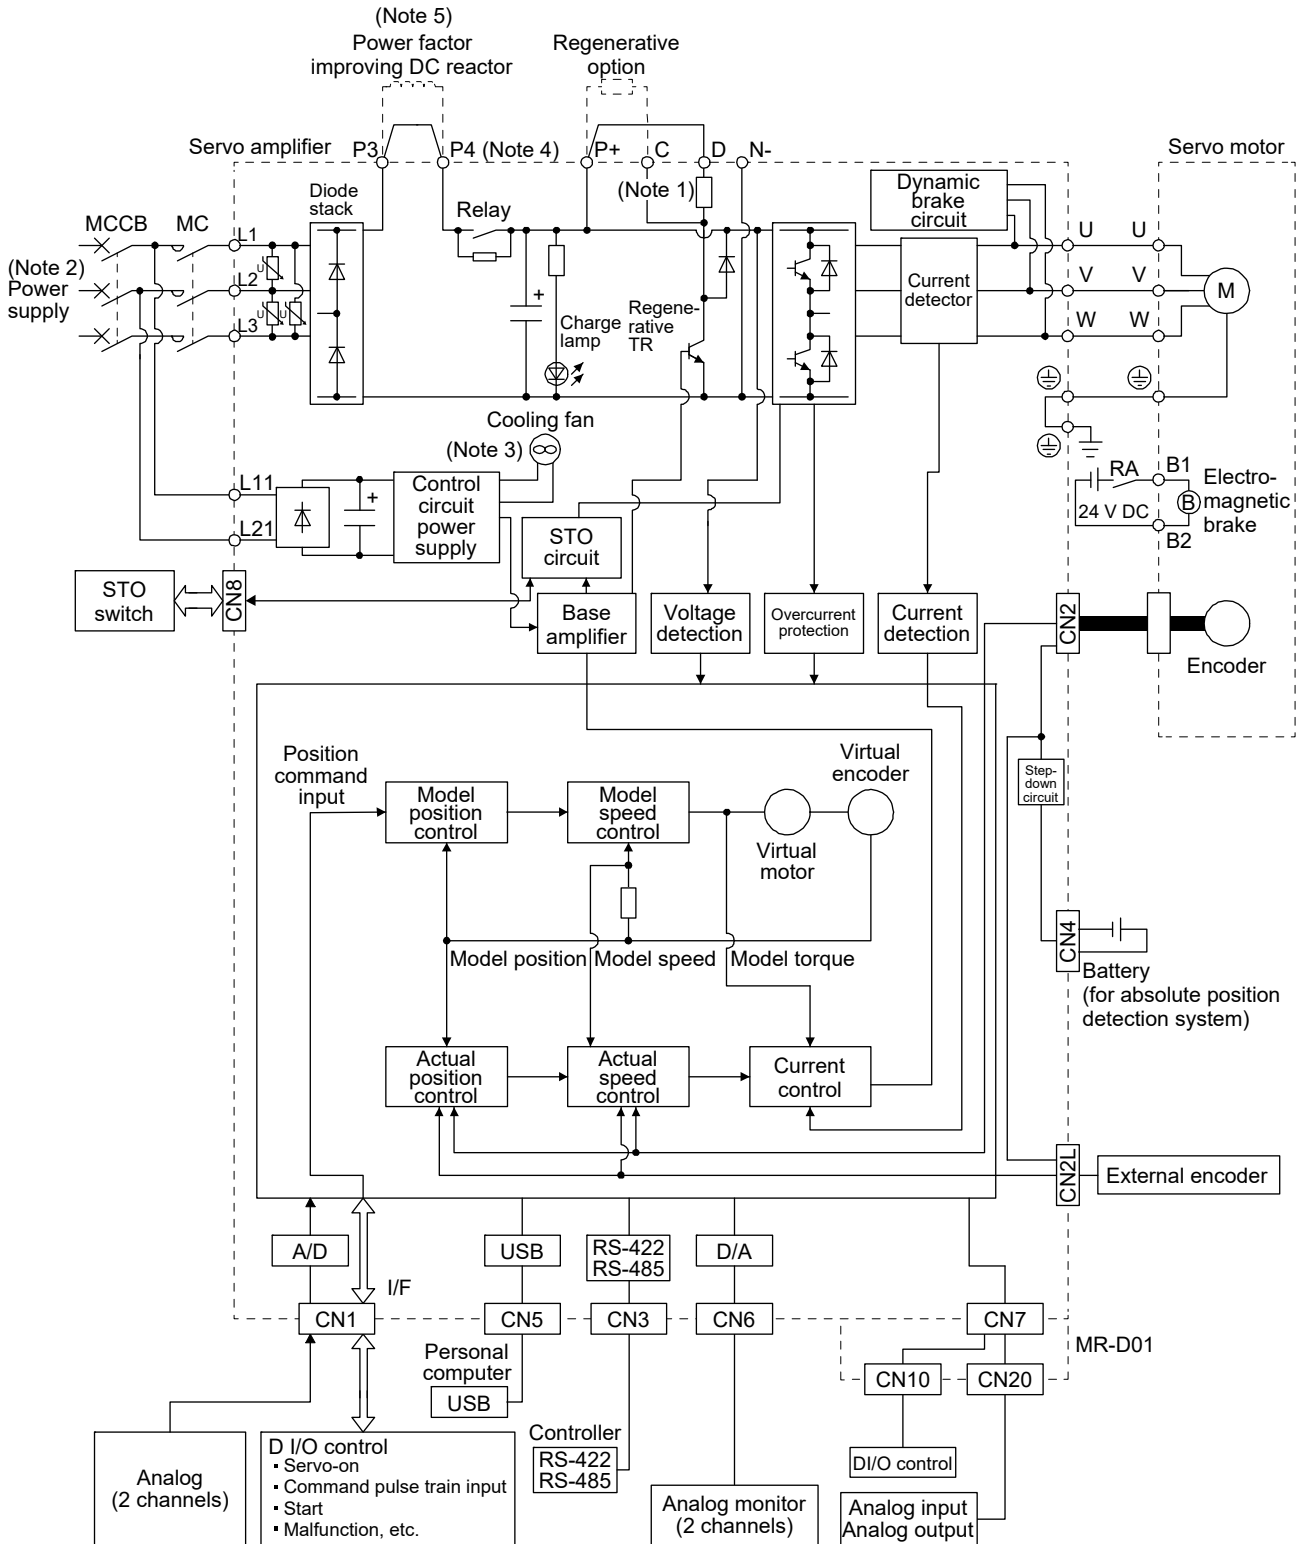 (Note 5)
Power factor
improving DC reactor
Regenerative
option
Servo amplifier
P3
P4 (Note 4)
P+
C
D
N-
Servo motor
Diode
stack
(Note 1)
Dynamic
brake
circuit
MCCB
MC
Relay
L1
U
U
(Note 2)
Power
supply
U
L2
Current
detector
V
V
M
U
U
L3
+
Charge
lamp
Regene-
rative
TR
W
W
Cooling fan
(Note 3)
L11
+
Control
circuit
power
supply
RA
B1
24 V DC
B
Electro-
magnetic
brake
L21
STO
circuit
B2
STO
switch
CN8
Base
amplifier
Voltage
detection
Overcurrent
protection
Current
detection
CN2
Encoder
Position
command
input
Virtual
encoder
Model
position
control
Model
speed
control
Step-
down
circuit
Virtual
motor
Model position
Model speed
Model torque
CN4
Battery
(for absolute position
detection system)
Actual
position
control
Actual
speed
control
Current
control
CN2L
External encoder
A/D
USB
RS-422
RS-485
D/A
I/F
CN1
CN5
CN3
CN6
CN7
MR-D01
Personal
computer
USB
CN10
CN20
Controller
RS-422
RS-485
DI/O control
Analog
(2 channels)
D I/O control
▪ Servo-on
▪ Command pulse train input
▪ Start
▪ Malfunction, etc.
Analog monitor
(2 channels)
Analog input
Analog output